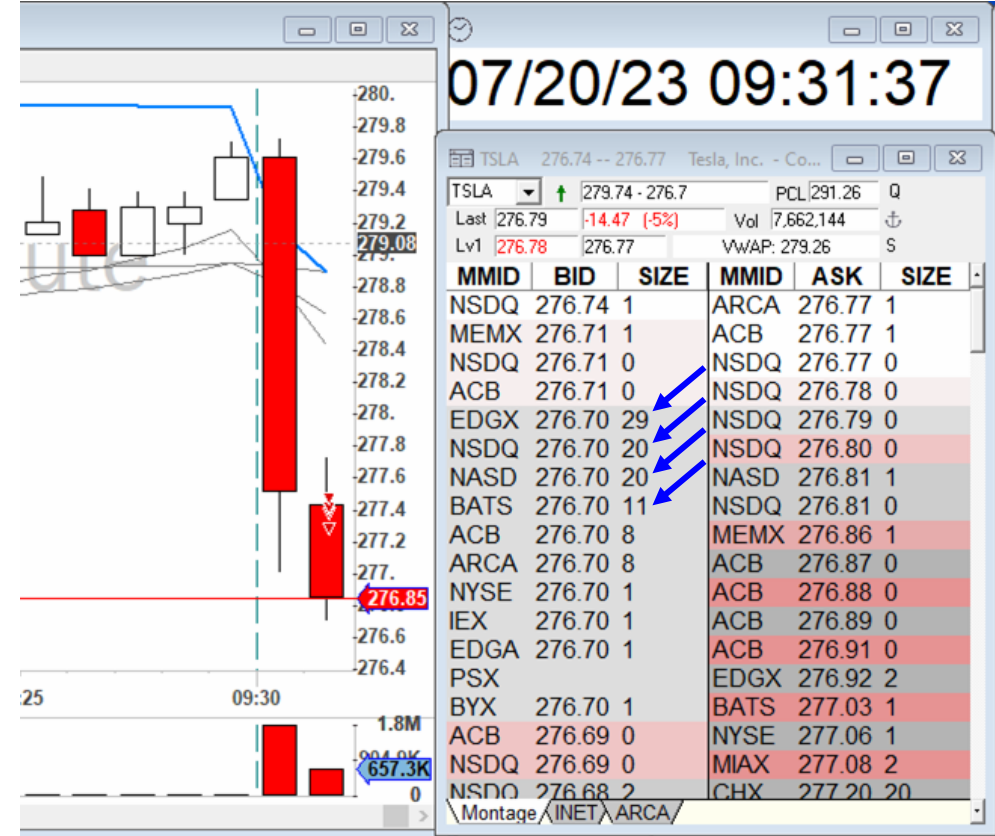 280.
279.8
279.6
279.4
279.2
279.08
279.
278.8
278.6
278.4
278.2
278.
277.8
277.6
277.4
277.2
277.
276.85
276.6
276.4
:25 09:30
1.8M
657.3K
0
07/20/23 09:31:37
TSLA 276.74 -- 276.77 Tesla, Inc. - Co...
TSLA 279.74 - 276.7 PCL 291.26 Q
Last 276.79 -14.47 (-5%) Vol 7,662,144
Lv1 276.78 276.77 VWAP: 279.26 S
MMID BID SIZE MMID ASK SIZE
NSDQ 276.74 1 ARCA 276.77 1
MEMX 276.71 1 ACB 276.77 1
NSDQ 276.71 0 NSDQ 276.77 0
ACB 276.71 0 NSDQ 276.78 0
EDGX 276.70 29 NSDQ 276.79 0
NSDQ 276.70 20 NSDQ 276.80 0
NASD 276.70 20 NASD 276.81 1
BATS 276.70 11 NSDQ 276.81 0
ACB 276.70 8 MEMX 276.86 1
ARCA 276.70 8 ACB 276.87 0
NYSE 276.70 1 ACB 276.88 0
IEX 276.70 1 ACB 276.89 0
EDGA 276.70 1 ACB 276.91 0
PSX EDGX 276.92 2
BYX 276.70 1 BATS 277.03 1
ACB 276.69 0 NYSE 277.06 1
NSDQ 276.69 0 MIAX 277.08 2
NSDQ 276.68 2 CHX 277.20 20
Montage INET ARCA